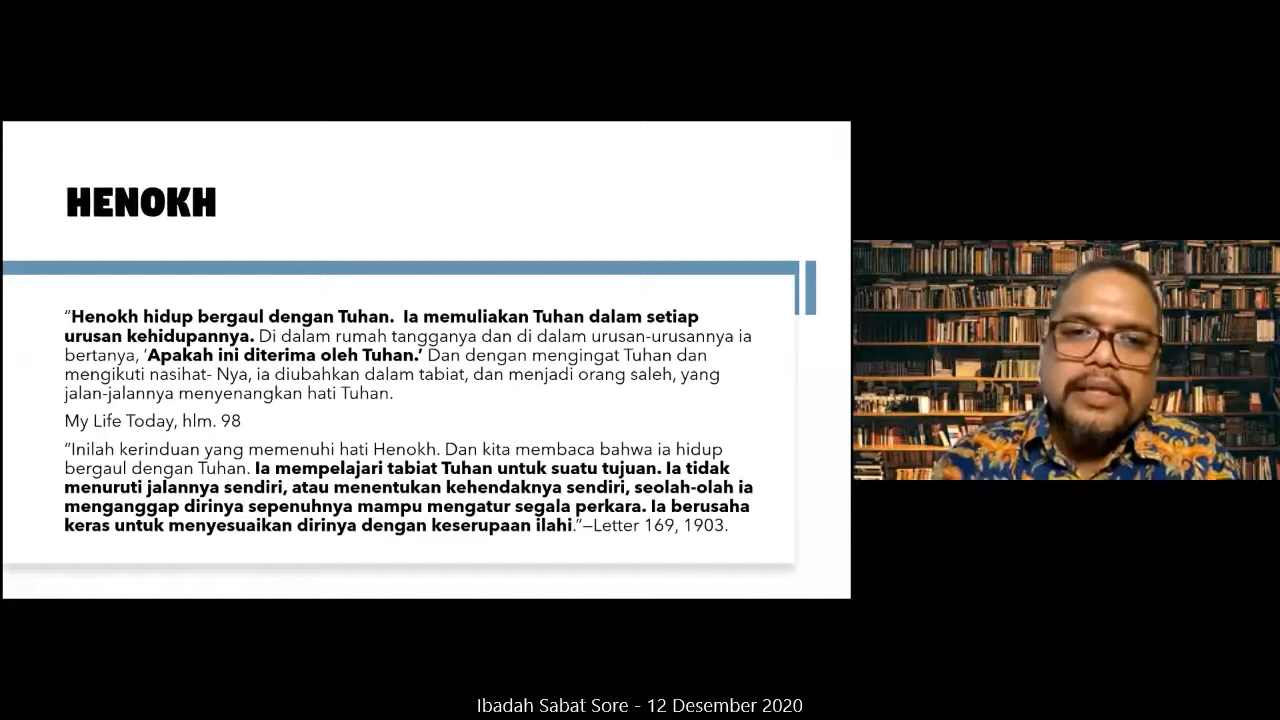 HENOKH
“Henokh hidup bergaul dengan Tuhan.  Ia memuliakan Tuhan dalam setiap
urusan kehidupannya. Di dalam rumah tangganya dan di dalam urusan-urusannya ia
bertanya, ‘Apakah ini diterima oleh Tuhan.’ Dan dengan mengingat Tuhan dan
mengikuti nasihat- Nya, ia diubahkan dalam tabiat, dan menjadi orang saleh, yang
jalan-jalannya menyenangkan hati Tuhan.
My Life Today, hlm. 98
“Inilah kerinduan yang memenuhi hati Henokh. Dan kita membaca bahwa ia hidup
bergaul dengan Tuhan. Ia mempelajari tabiat Tuhan untuk suatu tujuan. Ia tidak
menuruti jalannya sendiri, atau menentukan kehendaknya sendiri, seolah-olah ia
menganggap dirinya sepenuhnya mampu mengatur segala perkara. Ia berusaha
keras untuk menyesuaikan dirinya dengan keserupaan ilahi.”—Letter 169, 1903.
Ibadah Sabat Sore - 12 Desember 2020